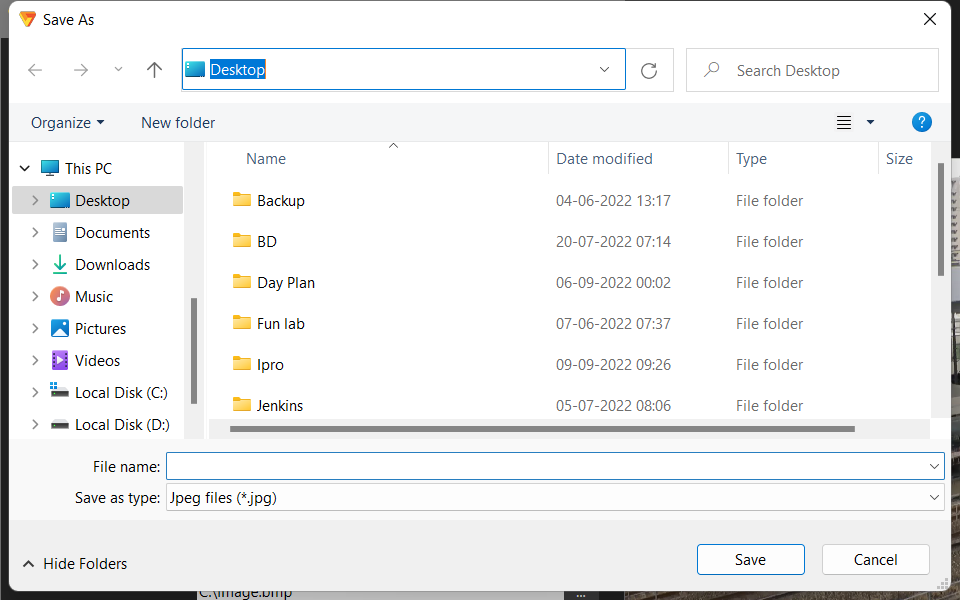 Save As
Desktop
Search Desktop
Organize
New folder
?
Name
Date modified
Type
Size
This PC
Desktop
Documents
Downloads
Music
Pictures
Videos
Local Disk (C:)
Local Disk (D:)
Backup 04-06-2022 13:17 File folder
BD 20-07-2022 07:14 File folder
Day Plan 06-09-2022 00:02 File folder
Fun lab 07-06-2022 07:37 File folder
Ipro 09-09-2022 09:26 File folder
Jenkins 05-07-2022 08:06 File folder
File name:
Save as type: Jpeg files (*.jpg)
Hide Folders
Save
Cancel
C:\image.bmp
...